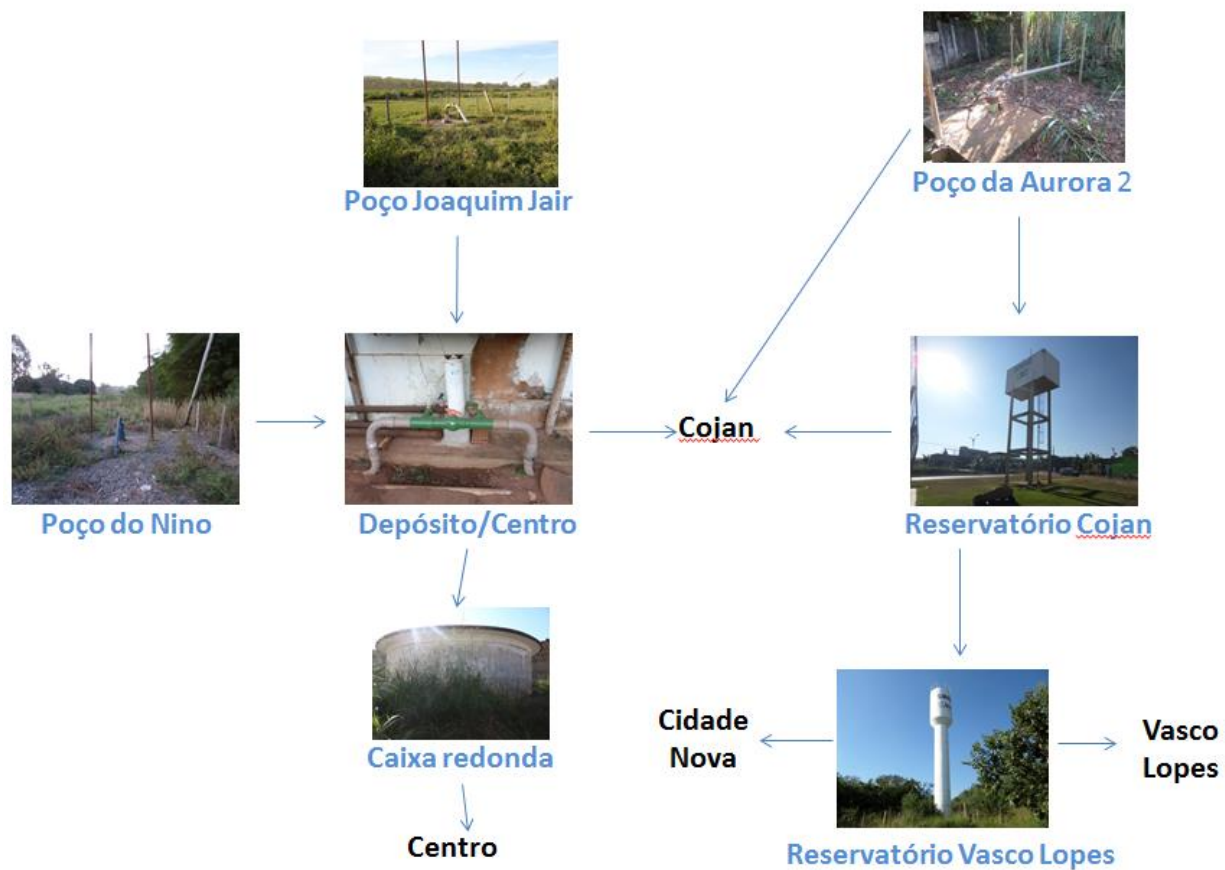 Poço Joaquim Jair
Poço da Aurora 2
Poço do Nino
Depósito/Centro
Cojan
Reservatório Cojan
Caixa redonda
Centro
Cidade
Nova
Vasco
Lopes
Reservatório Vasco Lopes